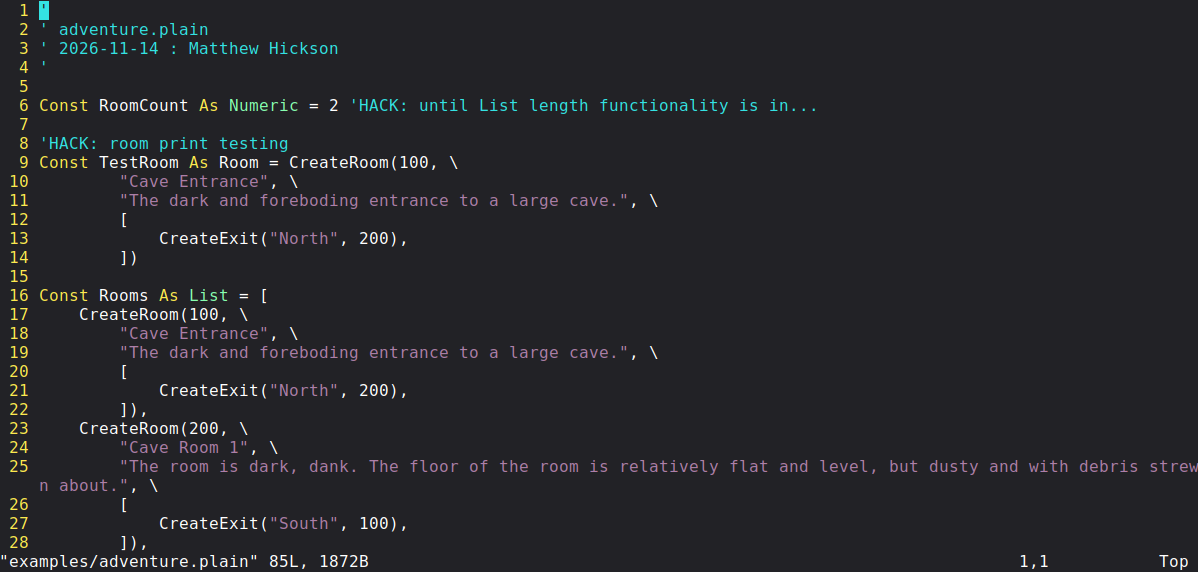 1 '
2 ' adventure.plain
3 ' 2026-11-14 : Matthew Hickson
4 '
5
6 Const RoomCount As Numeric = 2 'HACK: until List length functionality is in...
7
8 'HACK: room print testing
9 Const TestRoom As Room = CreateRoom(100, \
10         "Cave Entrance", \
11         "The dark and foreboding entrance to a large cave.", \
12         [
13             CreateExit("North", 200),
14         ])
15
16 Const Rooms As List = [
17     CreateRoom(100, \
18         "Cave Entrance", \
19         "The dark and foreboding entrance to a large cave.", \
20         [
21             CreateExit("North", 200),
22         ]),
23     CreateRoom(200, \
24         "Cave Room 1", \
25         "The room is dark, dank. The floor of the room is relatively flat and level, but dusty and with debris strew
n about.", \
26         [
27             CreateExit("South", 100),
28         ]),
"examples/adventure.plain" 85L, 1872B 1,1 Top